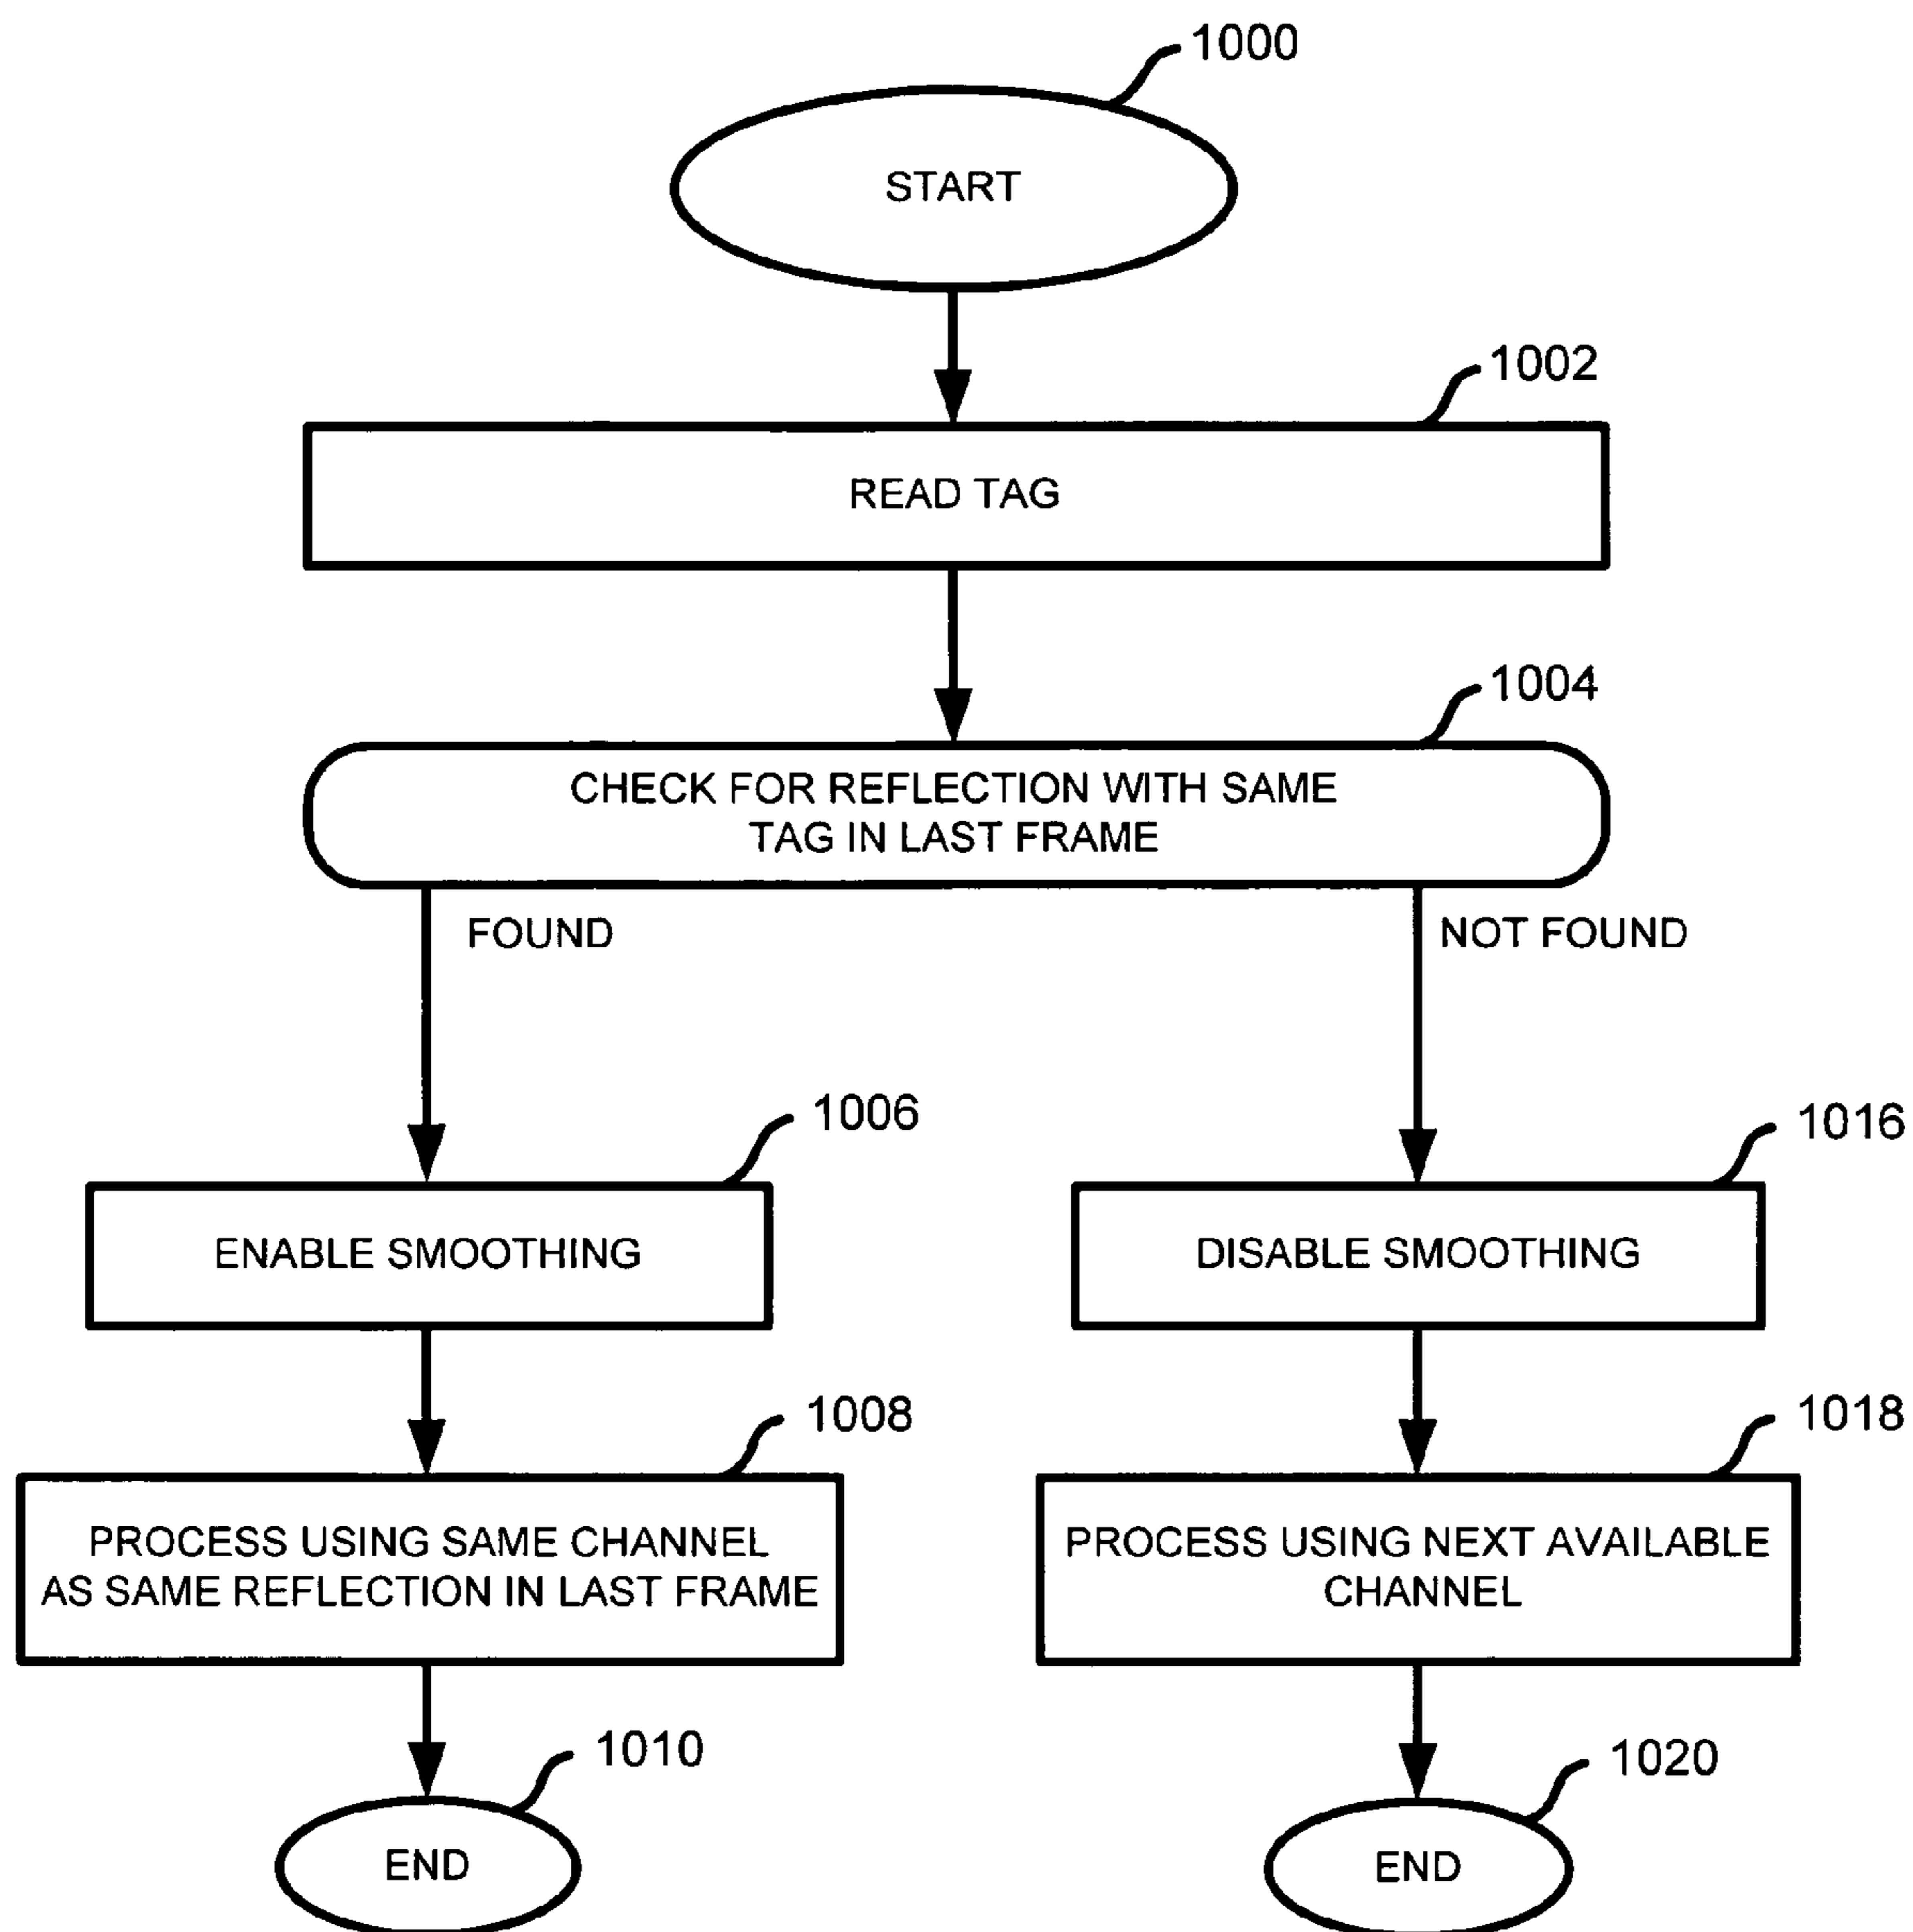 1000
START
1002
READ TAG
1004
CHECK FOR REFLECTION WITH SAME
TAG IN LAST FRAME
FOUND
NOT FOUND
1006
1016
ENABLE SMOOTHING
DISABLE SMOOTHING
1008
1018
PROCESS USING SAME CHANNEL
AS SAME REFLECTION IN LAST FRAME
PROCESS USING NEXT AVAILABLE
CHANNEL
1010
1020
END
END